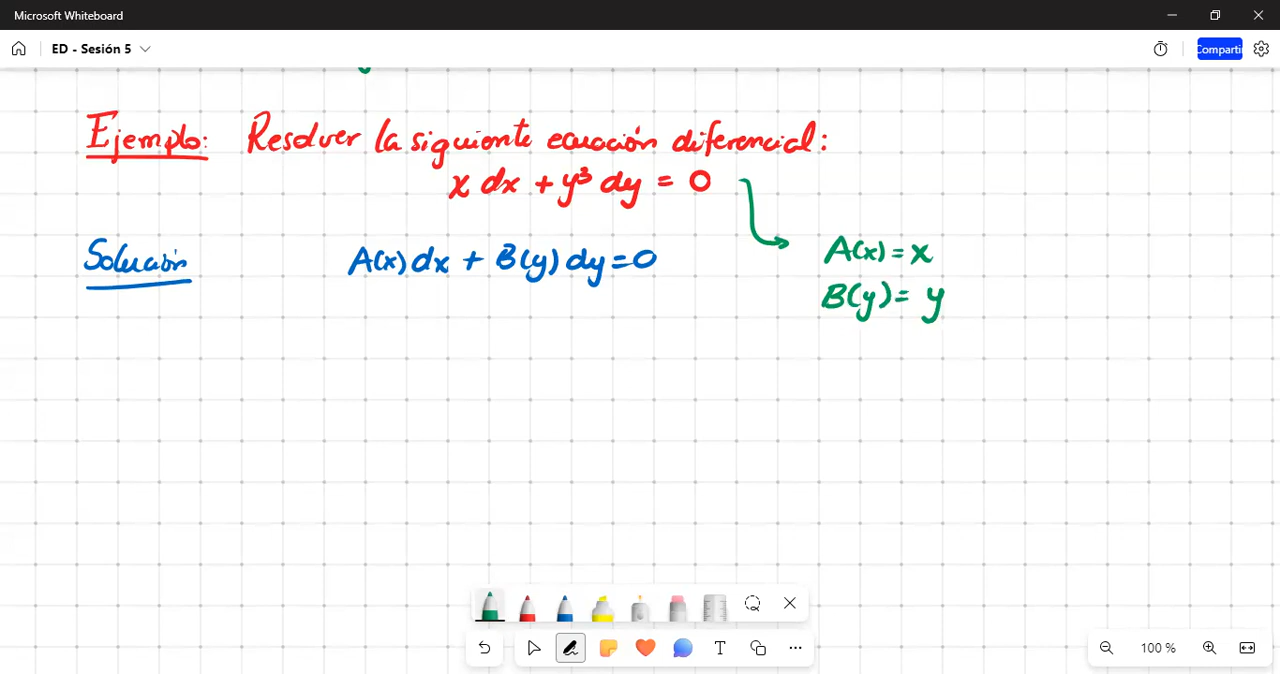 Microsoft Whiteboard
ED - Sesión 5
Compartir
Ejemplo: Resolver la siguiente ecuación diferencial:
x dx + y³ dy = 0
Solución
A(x) dx + B(y) dy = 0
A(x) = x
B(y) = y
100 %